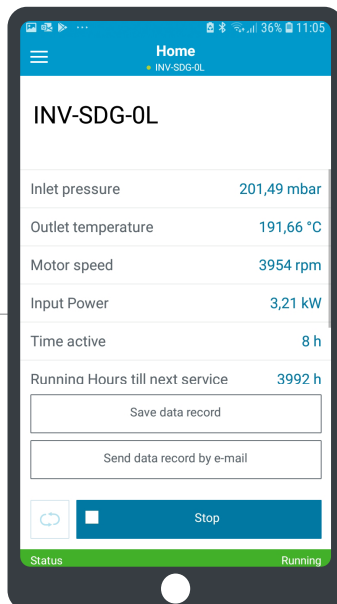 36% 11:05
Home
INV-SDG-0L
INV-SDG-0L
Inlet pressure 201,49 mbar
Outlet temperature 191,66 °C
Motor speed 3954 rpm
Input Power 3,21 kW
Time active 8 h
Running Hours till next service 3992 h
Save data record
Send data record by e-mail
Stop
Status Running